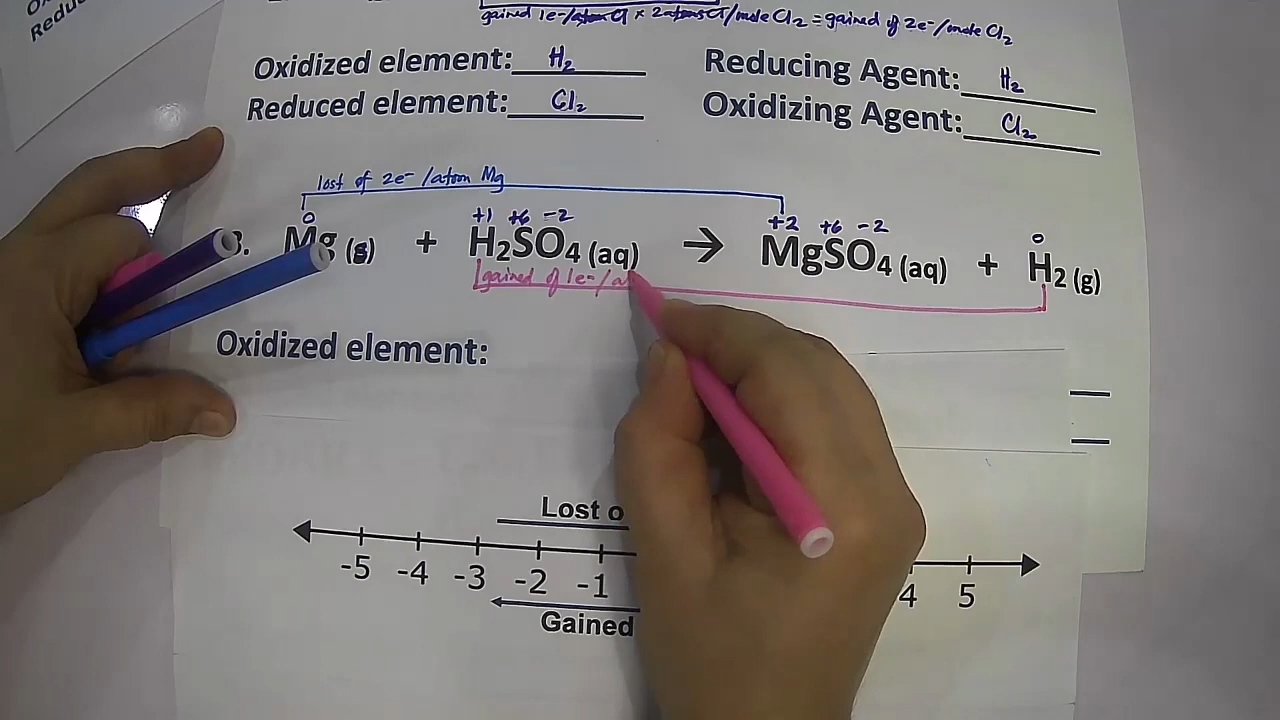 Redu
gained 1e-/atom Cl x 2 atoms Cl/mole Cl2 = gained of 2e-/mole Cl2
Oxidized element: H2 Reducing Agent: H2
Reduced element: Cl2 Oxidizing Agent: Cl2
lost of 2e- /atom Mg
0 +1 +6 -2 +2 +6 -2 0
3. Mg (s) + H2SO4 (aq) → MgSO4 (aq) + H2 (g)
gained of 1e-/a
Oxidized element:
Lost o
-5 -4 -3 -2 -1 4 5
Gained